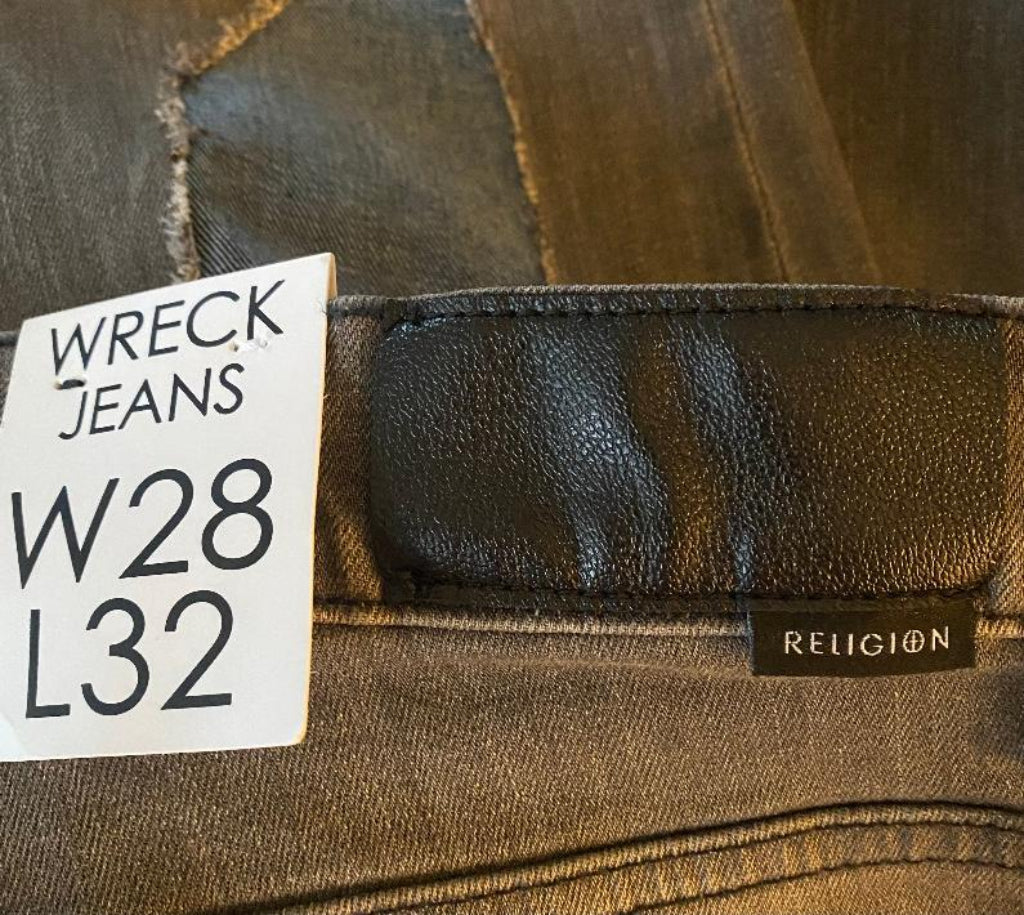 WRECK
JEANS
W28
L32
RELIGION